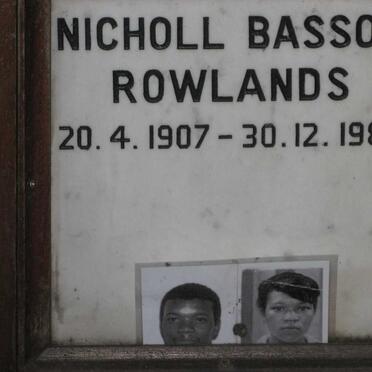 NICHOLL BASSO
ROWLANDS
20. 4. 1907 – 30. 12. 198